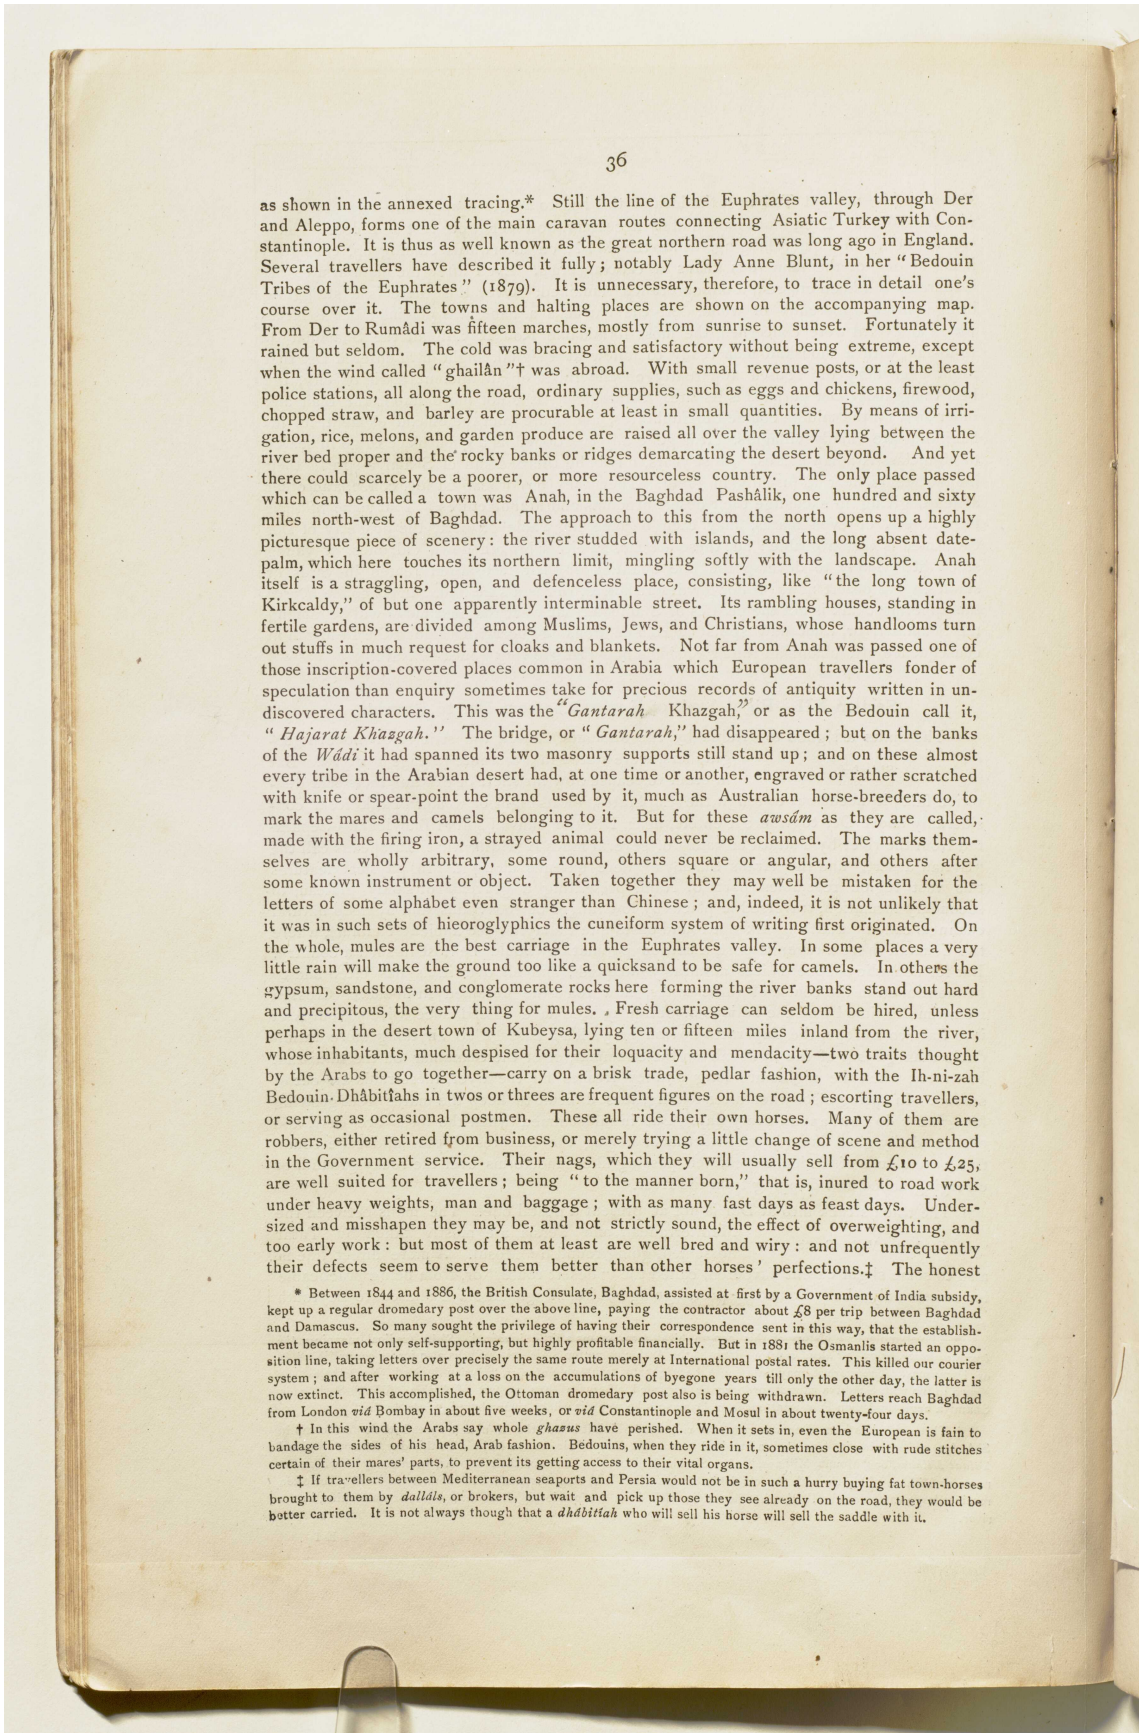 36
as shown in the annexed tracing.* Still the line of the Euphrates valley, through Der
and Aleppo, forms one of the main caravan routes connecting Asiatic Turkey with Con-
stantinople. It is thus as well known as the great northern road was long ago in England.
Several travellers have described it fully; notably Lady Anne Blunt, in her "Bedouin
Tribes of the Euphrates" (1879). It is unnecessary, therefore, to trace in detail one's
course over it. The towns and halting places are shown on the accompanying map.
From Der to Rumâdi was fifteen marches, mostly from sunrise to sunset. Fortunately it
rained but seldom. The cold was bracing and satisfactory without being extreme, except
when the wind called "ghailân"† was abroad. With small revenue posts, or at the least
police stations, all along the road, ordinary supplies, such as eggs and chickens, firewood,
chopped straw, and barley are procurable at least in small quantities. By means of irri-
gation, rice, melons, and garden produce are raised all over the valley lying between the
river bed proper and the rocky banks or ridges demarcating the desert beyond. And yet
there could scarcely be a poorer, or more resourceless country. The only place passed
which can be called a town was Anah, in the Baghdad Pashâlik, one hundred and sixty
miles north-west of Baghdad. The approach to this from the north opens up a highly
picturesque piece of scenery: the river studded with islands, and the long absent date-
palm, which here touches its northern limit, mingling softly with the landscape. Anah
itself is a straggling, open, and defenceless place, consisting, like "the long town of
Kirkcaldy," of but one apparently interminable street. Its rambling houses, standing in
fertile gardens, are divided among Muslims, Jews, and Christians, whose handlooms turn
out stuffs in much request for cloaks and blankets. Not far from Anah was passed one of
those inscription-covered places common in Arabia which European travellers fonder of
speculation than enquiry sometimes take for precious records of antiquity written in un-
discovered characters. This was the "Gantarah Khazgah," or as the Bedouin call it,
"Hajarat Khazgah." The bridge, or "Gantarah," had disappeared; but on the banks
of the Wádi it had spanned its two masonry supports still stand up; and on these almost
every tribe in the Arabian desert had, at one time or another, engraved or rather scratched
with knife or spear-point the brand used by it, much as Australian horse-breeders do, to
mark the mares and camels belonging to it. But for these awsám as they are called,
made with the firing iron, a strayed animal could never be reclaimed. The marks them-
selves are wholly arbitrary, some round, others square or angular, and others after
some known instrument or object. Taken together they may well be mistaken for the
letters of some alphabet even stranger than Chinese; and, indeed, it is not unlikely that
it was in such sets of hieoroglyphics the cuneiform system of writing first originated. On
the whole, mules are the best carriage in the Euphrates valley. In some places a very
little rain will make the ground too like a quicksand to be safe for camels. In others the
gypsum, sandstone, and conglomerate rocks here forming the river banks stand out hard
and precipitous, the very thing for mules. Fresh carriage can seldom be hired, unless
perhaps in the desert town of Kubeysa, lying ten or fifteen miles inland from the river,
whose inhabitants, much despised for their loquacity and mendacity—two traits thought
by the Arabs to go together—carry on a brisk trade, pedlar fashion, with the Ih-ni-zah
Bedouin. Dhâbitîahs in twos or threes are frequent figures on the road; escorting travellers,
or serving as occasional postmen. These all ride their own horses. Many of them are
robbers, either retired from business, or merely trying a little change of scene and method
in the Government service. Their nags, which they will usually sell from £10 to £25,
are well suited for travellers; being "to the manner born," that is, inured to road work
under heavy weights, man and baggage; with as many fast days as feast days. Under-
sized and misshapen they may be, and not strictly sound, the effect of overweighting, and
too early work: but most of them at least are well bred and wiry: and not unfrequently
their defects seem to serve them better than other horses' perfections.‡ The honest
* Between 1844 and 1886, the British Consulate, Baghdad, assisted at first by a Government of India subsidy,
kept up a regular dromedary post over the above line, paying the contractor about £8 per trip between Baghdad
and Damascus. So many sought the privilege of having their correspondence sent in this way, that the establish-
ment became not only self-supporting, but highly profitable financially. But in 1881 the Osmanlis started an oppo-
sition line, taking letters over precisely the same route merely at International postal rates. This killed our courier
system; and after working at a loss on the accumulations of byegone years till only the other day, the latter is
now extinct. This accomplished, the Ottoman dromedary post also is being withdrawn. Letters reach Baghdad
from London viâ Bombay in about five weeks, or viâ Constantinople and Mosul in about twenty-four days.
† In this wind the Arabs say whole ghazus have perished. When it sets in, even the European is fain to
bandage the sides of his head, Arab fashion. Bedouins, when they ride in it, sometimes close with rude stitches
certain of their mares' parts, to prevent its getting access to their vital organs.
‡ If travellers between Mediterranean seaports and Persia would not be in such a hurry buying fat town-horses
brought to them by dalláls, or brokers, but wait and pick up those they see already on the road, they would be
better carried. It is not always though that a dhábitíah who will sell his horse will sell the saddle with it.